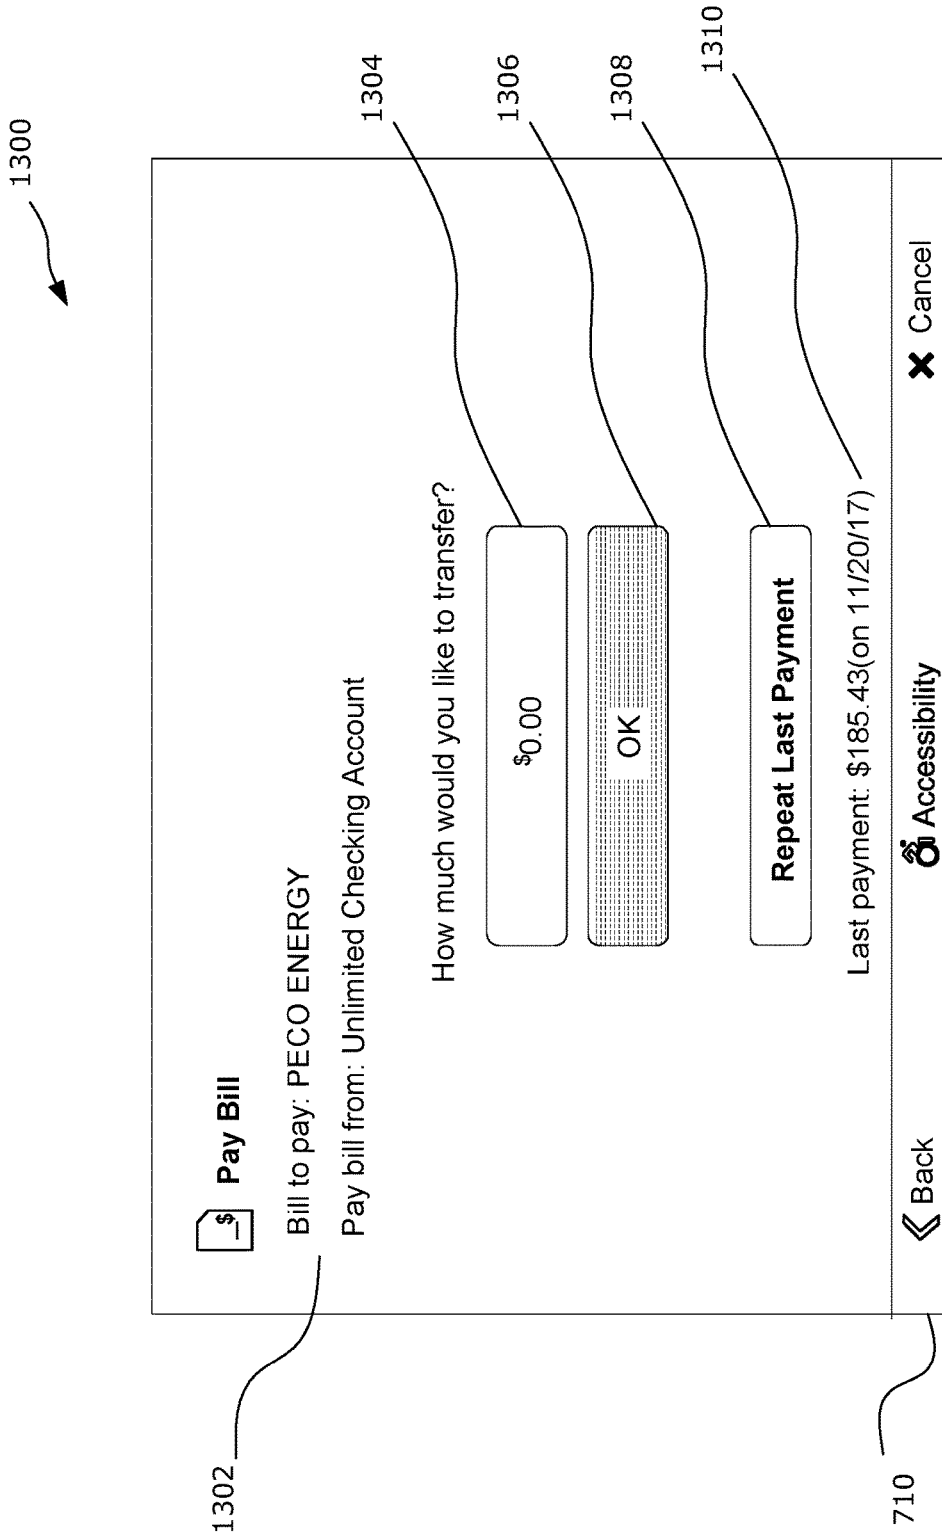 1300
Pay Bill
Bill to pay: PECO ENERGY
Pay bill from: Unlimited Checking Account
1302
How much would you like to transfer?
$0.00
1304
OK
1306
Repeat Last Payment
1308
Last payment: $185.43(on 11/20/17)
1310
Back
Accessibility
Cancel
710